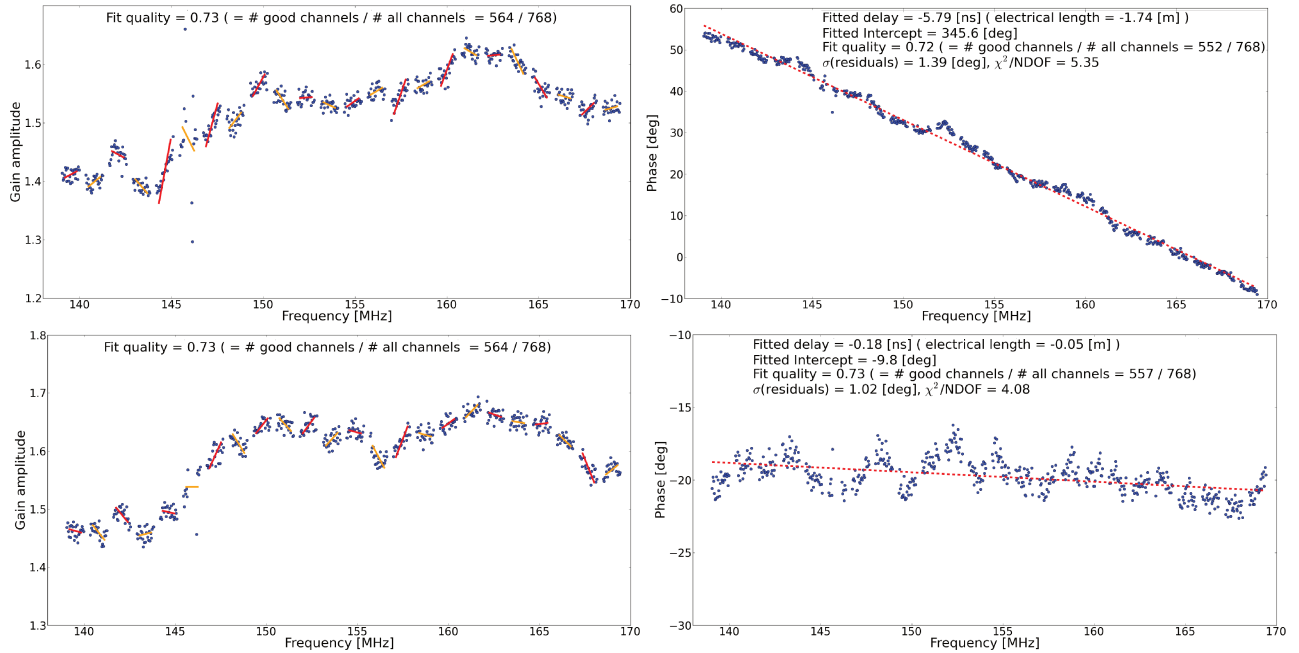 Fit quality = 0.73 ( = # good channels / # all channels  = 564 / 768)
Gain amplitude
1.6
1.5
1.4
1.3
1.2
140 145 150 155 160 165 170
Frequency [MHz]
Fitted delay = -5.79 [ns] ( electrical length = -1.74 [m] )
Fitted Intercept = 345.6 [deg]
Fit quality = 0.72 ( = # good channels / # all channels = 552 / 768)
σ(residuals) = 1.39 [deg], χ²/NDOF = 5.35
Phase [deg]
60
50
40
30
20
10
0
−10
140 145 150 155 160 165 170
Frequency [MHz]
Fit quality = 0.73 ( = # good channels / # all channels  = 564 / 768)
Gain amplitude
1.8
1.7
1.6
1.5
1.4
1.3
140 145 150 155 160 165 170
Frequency [MHz]
Fitted delay = -0.18 [ns] ( electrical length = -0.05 [m] )
Fitted Intercept = -9.8 [deg]
Fit quality = 0.73 ( = # good channels / # all channels = 557 / 768)
σ(residuals) = 1.02 [deg], χ²/NDOF = 4.08
Phase [deg]
−10
−15
−20
−25
−30
140 145 150 155 160 165 170
Frequency [MHz]